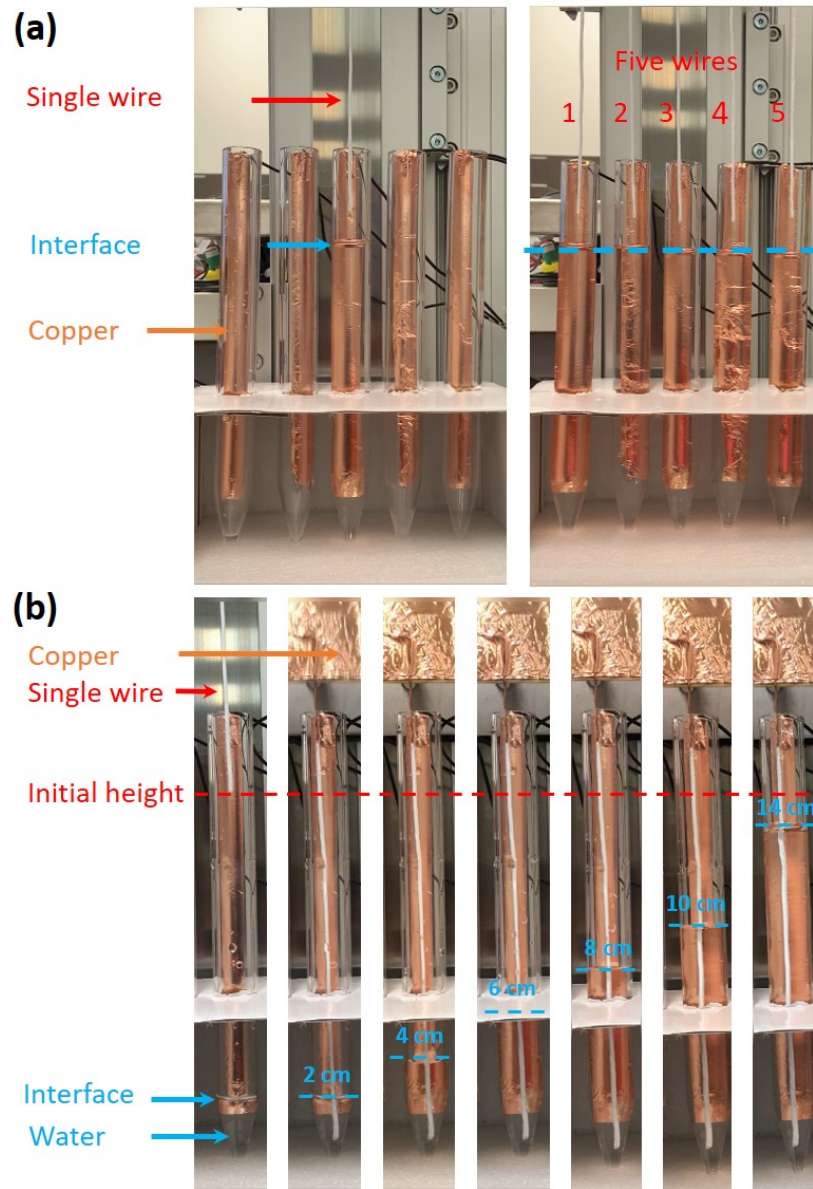 (a)
Single wire
Interface
Copper
Five wires
1 2 3 4 5
(b)
Copper
Single wire
Initial height
14 cm
10 cm
8 cm
6 cm
4 cm
2 cm
Interface
Water